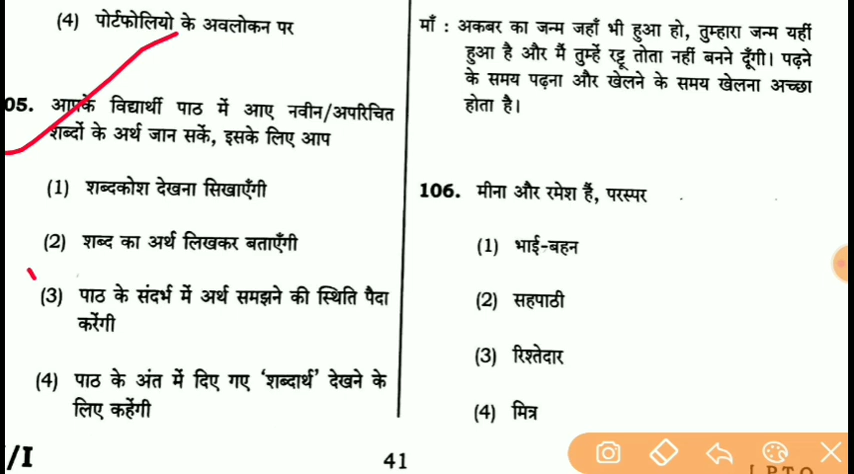 (4) पोर्टफोलियो के अवलोकन पर
05. आपके विद्यार्थी पाठ में आए नवीन/अपरिचित
शब्दों के अर्थ जान सकें, इसके लिए आप
(1) शब्दकोश देखना सिखाएँगी
(2) शब्द का अर्थ लिखकर बताएँगी
(3) पाठ के संदर्भ में अर्थ समझने की स्थिति पैदा
करेंगी
(4) पाठ के अंत में दिए गए ‘शब्दार्थ’ देखने के
लिए कहेंगी
/I
41
माँ : अकबर का जन्म जहाँ भी हुआ हो, तुम्हारा जन्म यहीं
हुआ है और मैं तुम्हें रट्टू तोता नहीं बनने दूँगी। पढ़ने
के समय पढ़ना और खेलने के समय खेलना अच्छा
होता है।
106. मीना और रमेश हैं, परस्पर
(1) भाई-बहन
(2) सहपाठी
(3) रिश्तेदार
(4) मित्र